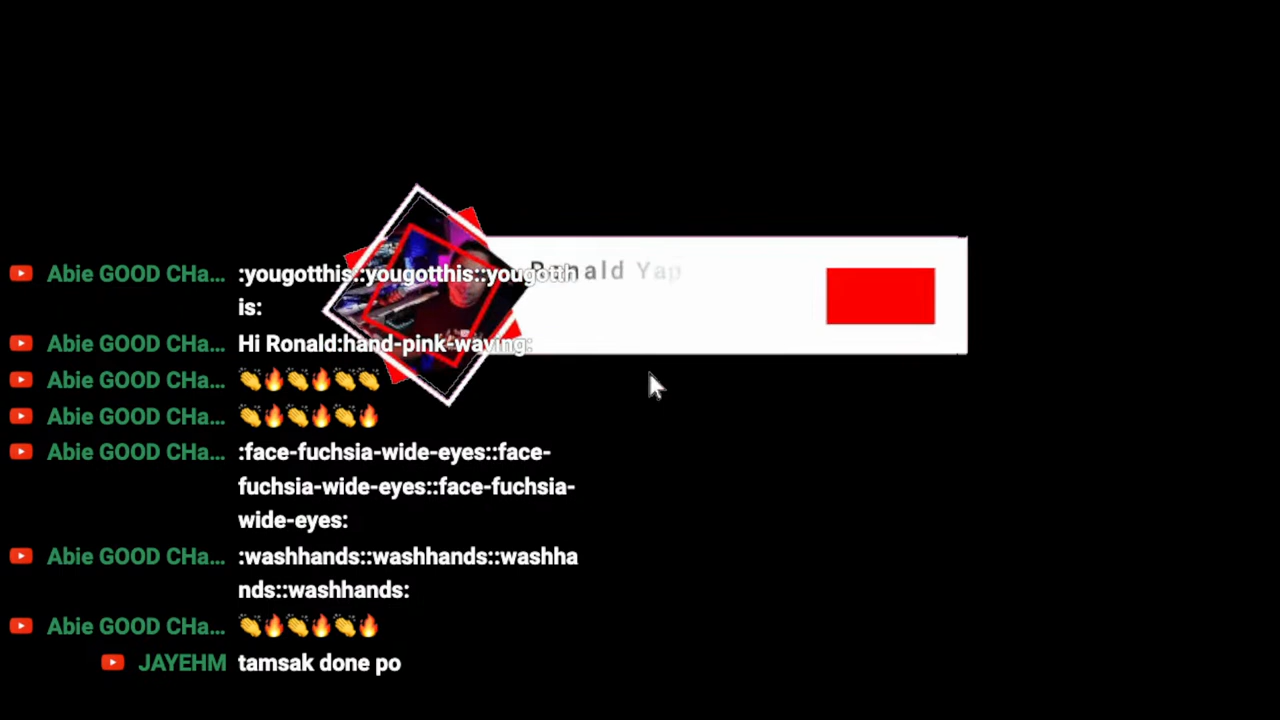 Ronald Yap
Abie GOOD CHa... :yougotthis::yougotthis::yougotth
is:
Abie GOOD CHa... Hi Ronald:hand-pink-waving:
Abie GOOD CHa... 👏🔥👏🔥👏👏
Abie GOOD CHa... 👏🔥👏🔥👏🔥
Abie GOOD CHa... :face-fuchsia-wide-eyes::face-
fuchsia-wide-eyes::face-fuchsia-
wide-eyes:
Abie GOOD CHa... :washhands::washhands::washha
nds::washhands:
Abie GOOD CHa... 👏🔥👏🔥👏🔥
JAYEHM tamsak done po